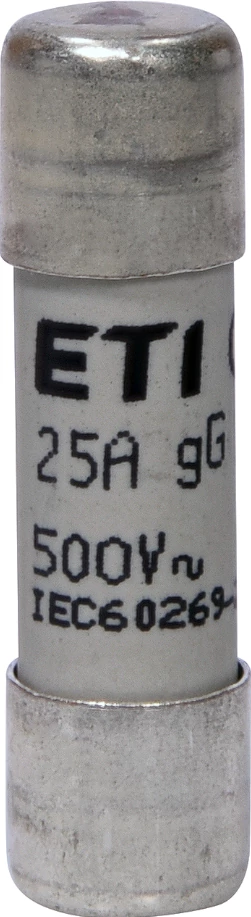 ETI
25A gG
500V~
IEC60269-